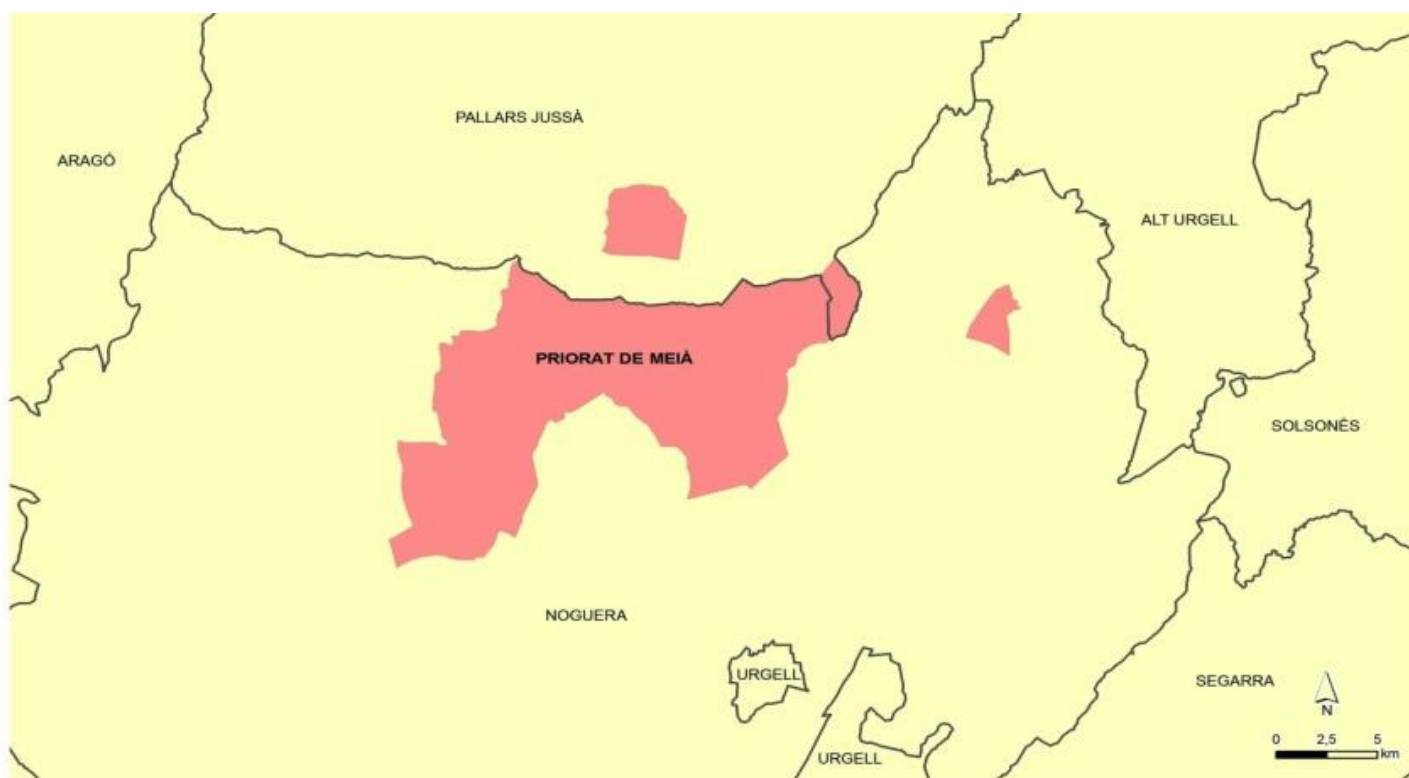 PALLARS JUSSÀ
ARAGÓ
ALT URGELL
PRIORAT DE MEIÀ
SOLSONÈS
NOGUERA
URGELL
SEGARRA
N
URGELL
0 2,5 5
km